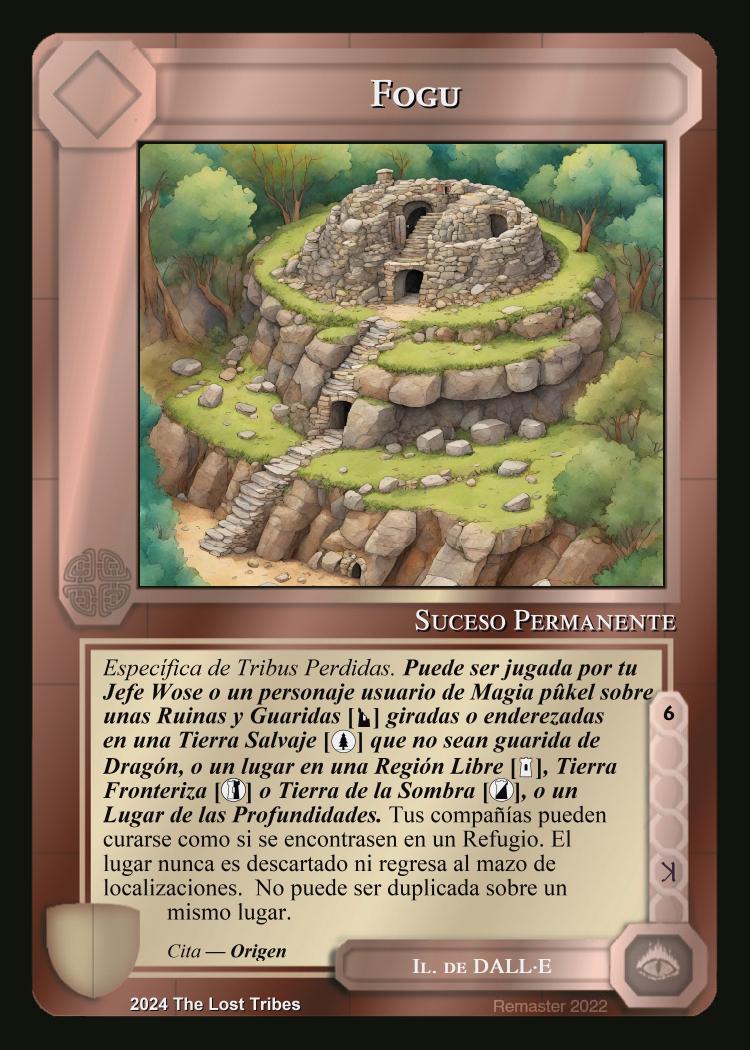 Fogu
Suceso Permanente
Específica de Tribus Perdidas. Puede ser jugada por tu
Jefe Wose o un personaje usuario de Magia pûkel sobre
unas Ruinas y Guaridas [] giradas o enderezadas
en una Tierra Salvaje [] que no sean guarida de
Dragón, o un lugar en una Región Libre [], Tierra
Fronteriza [] o Tierra de la Sombra [], o un
Lugar de las Profundidades. Tus compañías pueden
curarse como si se encontrasen en un Refugio. El
lugar nunca es descartado ni regresa al mazo de
localizaciones. No puede ser duplicada sobre un
mismo lugar.
6
Cita — Origen
Il. de DALL·E
2024 The Lost Tribes
Remaster 2022